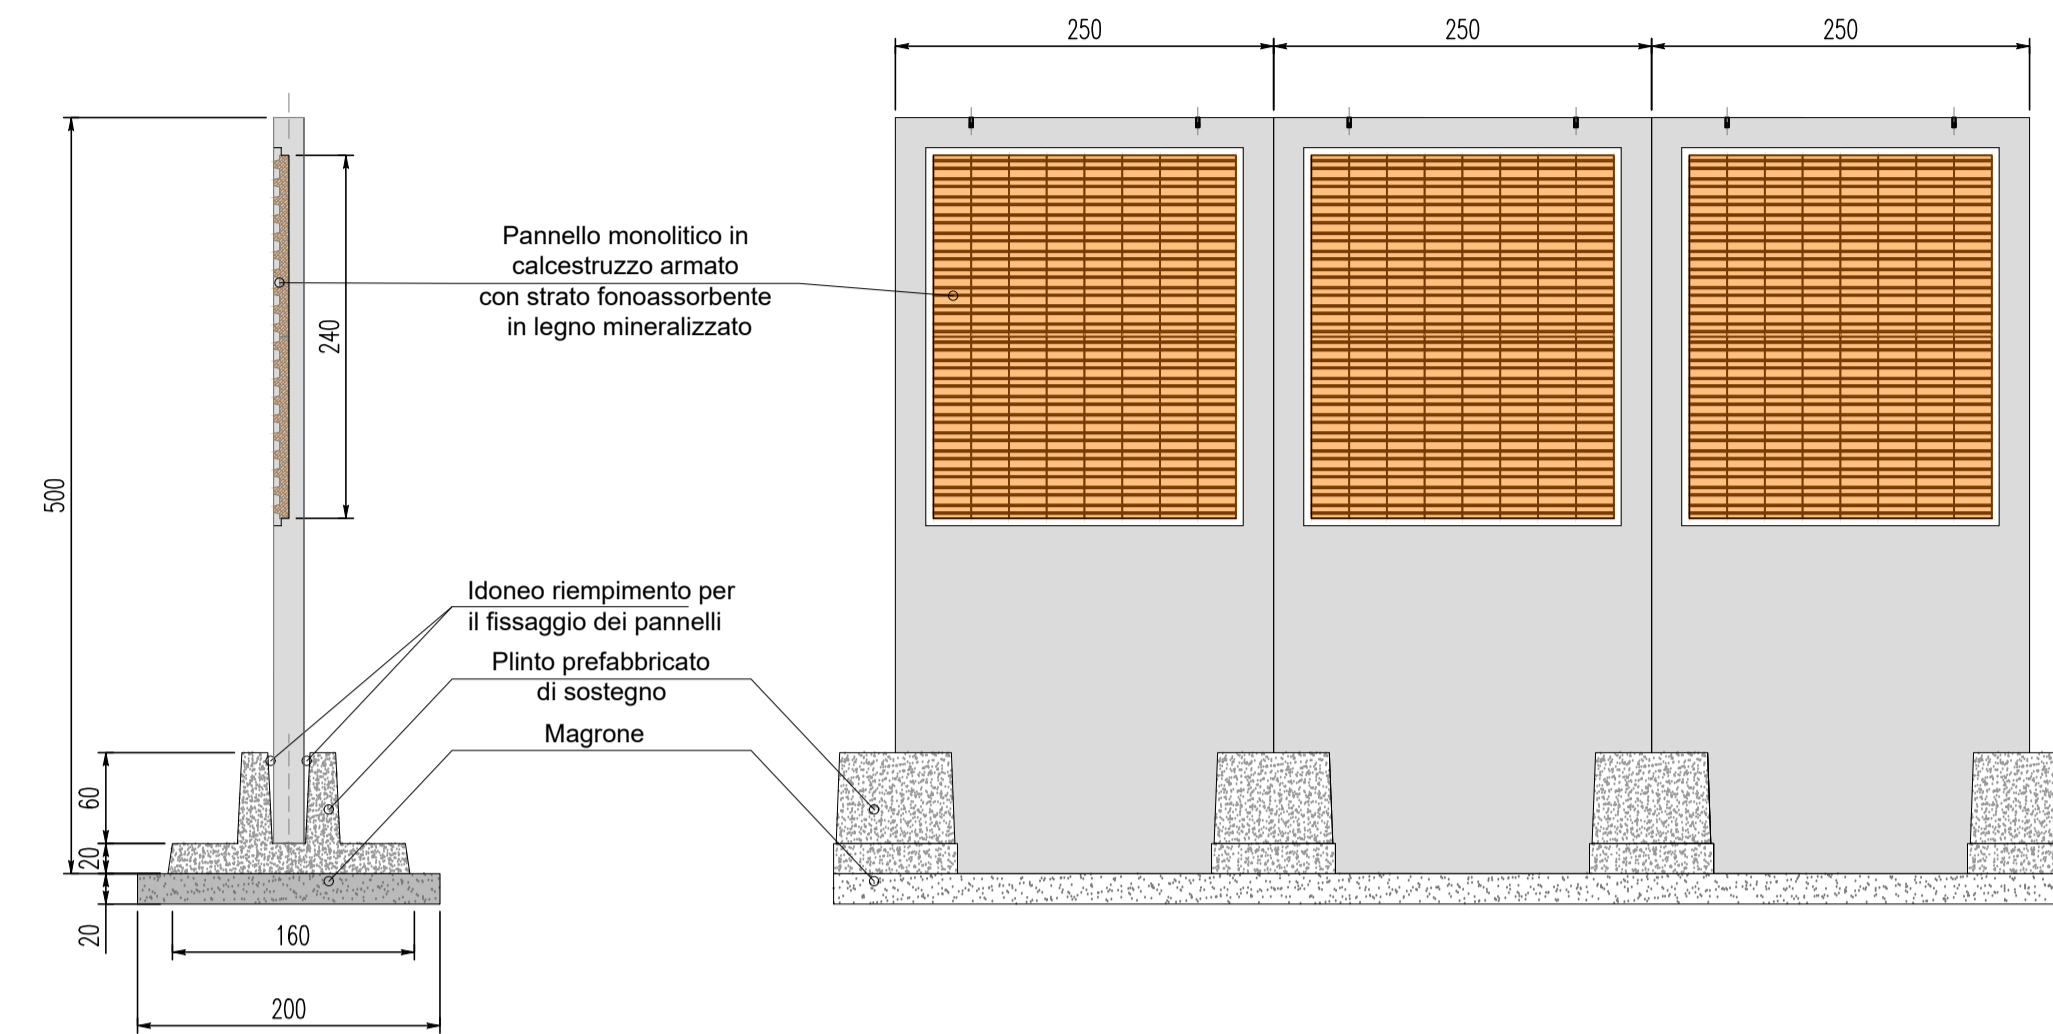 250
250
250
500
240
Pannello monolitico in
calcestruzzo armato
con strato fonoassorbente
in legno mineralizzato
Idoneo riempimento per
il fissaggio dei pannelli
Plinto prefabbricato
di sostegno
Magrone
60
20
20
160
200